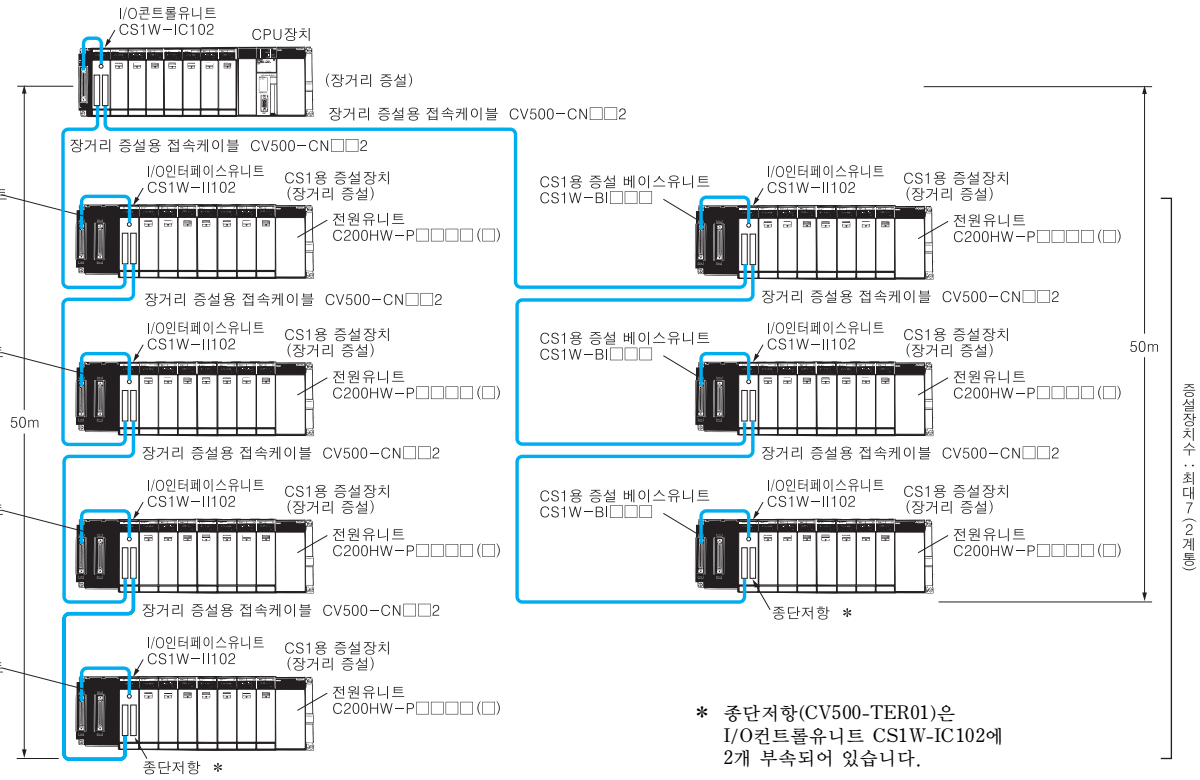 I/O콘트롤유니트
CS1W-IC102
CPU장치
(장거리 증설)
장거리 증설용 접속케이블 CV500-CN□□2
장거리 증설용 접속케이블 CV500-CN□□2
I/O인터페이스유니트
CS1W-II102
CS1용 증설장치
(장거리 증설)
전원유니트
C200HW-P□□□□(□)
CS1용 증설 베이스유니트
CS1W-BI□□□
I/O인터페이스유니트
CS1W-II102
CS1용 증설장치
(장거리 증설)
전원유니트
C200HW-P□□□□(□)
장거리 증설용 접속케이블 CV500-CN□□2
장거리 증설용 접속케이블 CV500-CN□□2
I/O인터페이스유니트
CS1W-II102
CS1용 증설장치
(장거리 증설)
전원유니트
C200HW-P□□□□(□)
CS1용 증설 베이스유니트
CS1W-BI□□□
I/O인터페이스유니트
CS1W-II102
CS1용 증설장치
(장거리 증설)
전원유니트
C200HW-P□□□□(□)
50m
50m
장거리 증설용 접속케이블 CV500-CN□□2
장거리 증설용 접속케이블 CV500-CN□□2
I/O인터페이스유니트
CS1W-II102
CS1용 증설장치
(장거리 증설)
전원유니트
C200HW-P□□□□(□)
CS1용 증설 베이스유니트
CS1W-BI□□□
I/O인터페이스유니트
CS1W-II102
CS1용 증설장치
(장거리 증설)
전원유니트
C200HW-P□□□□(□)
증설장치수 : 최대 (2계통)
장거리 증설용 접속케이블 CV500-CN□□2
종단저항 *
I/O인터페이스유니트
CS1W-II102
CS1용 증설장치
(장거리 증설)
전원유니트
C200HW-P□□□□(□)
종단저항 *
* 종단저항(CV500-TER01)은
I/O컨트롤유니트 CS1W-IC102에
2개 부속되어 있습니다.